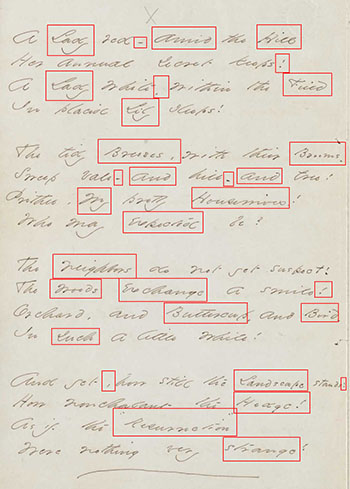 A Lady red - Amid the Hill
Her Annual Secret keeps!
A Lady white, within the Field
In placid Lily sleeps!
The tidy Breezes, with their Brooms,
Sweep vale - And hill - and tree!
Prithee, My pretty Housewives!
Who may Expected be?
The neighbors do not yet suspect!
The Woods Exchange a smile!
Orchard, and Buttercup, and Bird
In Such a little while!
And yet, how still the Landscape stands!
How nonchalant the Hedge!
As if the "Resurrection"
Were nothing very strange!